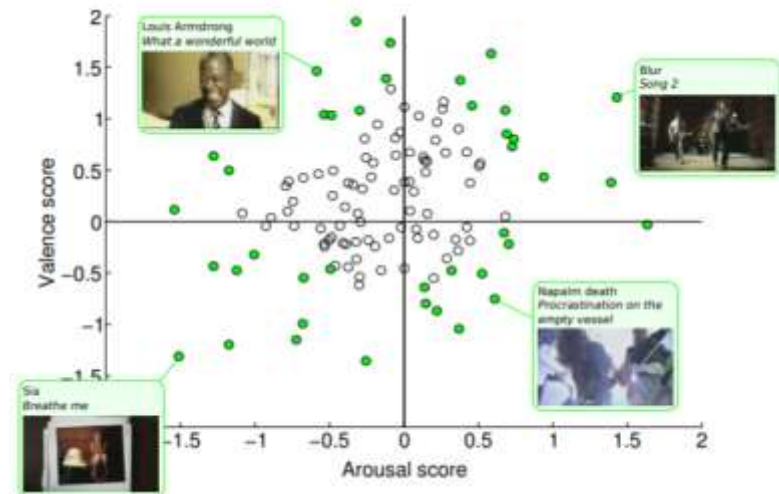 Louis Armstrong
What a wonderful world
Blur
Song 2
Napalm death
Procrastination on the
empty vessel
Sia
Breathe me
Valence score
2
1.5
1
0.5
0
−0.5
−1
−1.5
−1.5
−1
−0.5
0
0.5
1
1.5
2
Arousal score